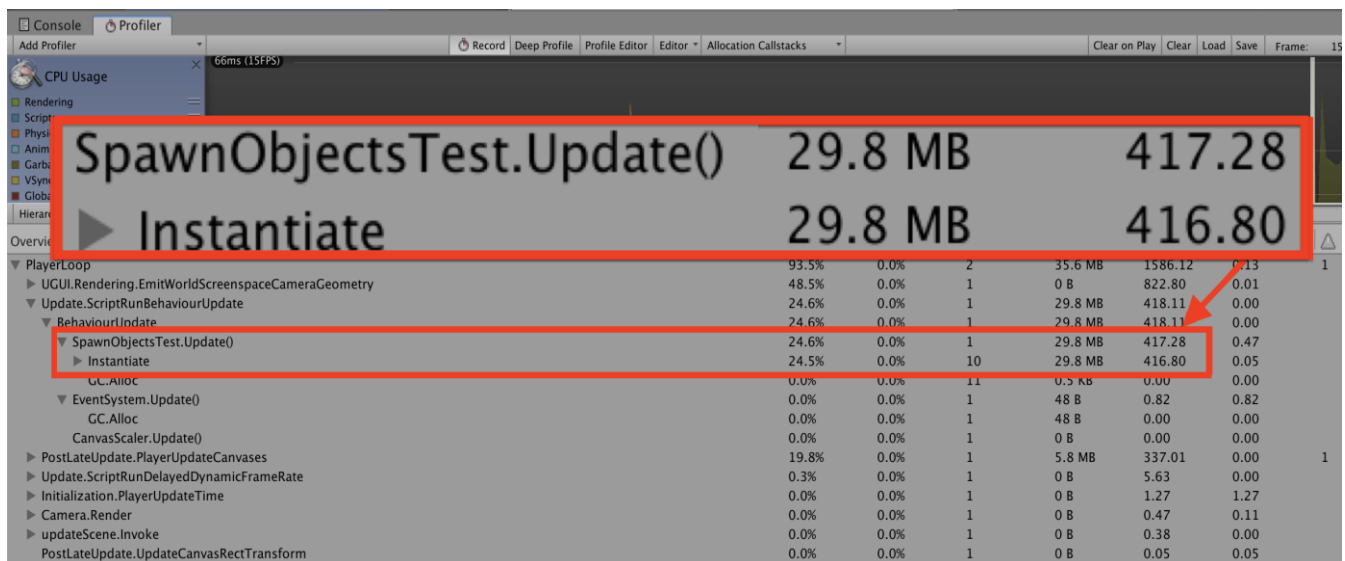 Console Profiler
Add Profiler Record Deep Profile Profile Editor Editor Allocation Callstacks Clear on Play Clear Load Save Frame: 15
CPU Usage 66ms (15FPS)
Rendering
SpawnObjectsTest.Update() 29.8 MB 417.28
Instantiate 29.8 MB 416.80
PlayerLoop 93.5% 0.0% 2 35.6 MB 1586.12 0.13 1
UGUI.Rendering.EmitWorldScreenspaceCameraGeometry 48.5% 0.0% 1 0 B 822.80 0.01
Update.ScriptRunBehaviourUpdate 24.6% 0.0% 1 29.8 MB 418.11 0.00
BehaviourUpdate 24.6% 0.0% 1 29.8 MB 418.11 0.00
SpawnObjectsTest.Update() 24.6% 0.0% 1 29.8 MB 417.28 0.47
Instantiate 24.5% 0.0% 10 29.8 MB 416.80 0.05
GC.Alloc 0.0% 0.0% 11 0.5 KB 0.00 0.00
EventSystem.Update() 0.0% 0.0% 1 48 B 0.82 0.82
GC.Alloc 0.0% 0.0% 1 48 B 0.00 0.00
CanvasScaler.Update() 0.0% 0.0% 1 0 B 0.00 0.00
PostLateUpdate.PlayerUpdateCanvases 19.8% 0.0% 1 5.8 MB 337.01 0.00 1
Update.ScriptRunDelayedDynamicFrameRate 0.3% 0.0% 1 0 B 5.63 0.00
Initialization.PlayerUpdateTime 0.0% 0.0% 1 0 B 1.27 1.27
Camera.Render 0.0% 0.0% 1 0 B 0.47 0.11
updateScene.Invoke 0.0% 0.0% 1 0 B 0.38 0.00
PostLateUpdate.UpdateCanvasRectTransform 0.0% 0.0% 1 0 B 0.05 0.05